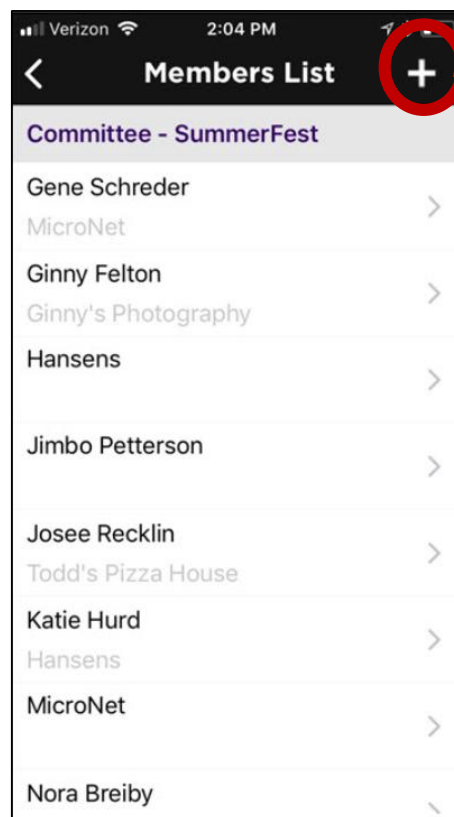 Verizon 2:04 PM
Members List +
Committee - SummerFest
Gene Schreder
MicroNet
Ginny Felton
Ginny's Photography
Hansens
Jimbo Petterson
Josee Recklin
Todd's Pizza House
Katie Hurd
Hansens
MicroNet
Nora Breiby